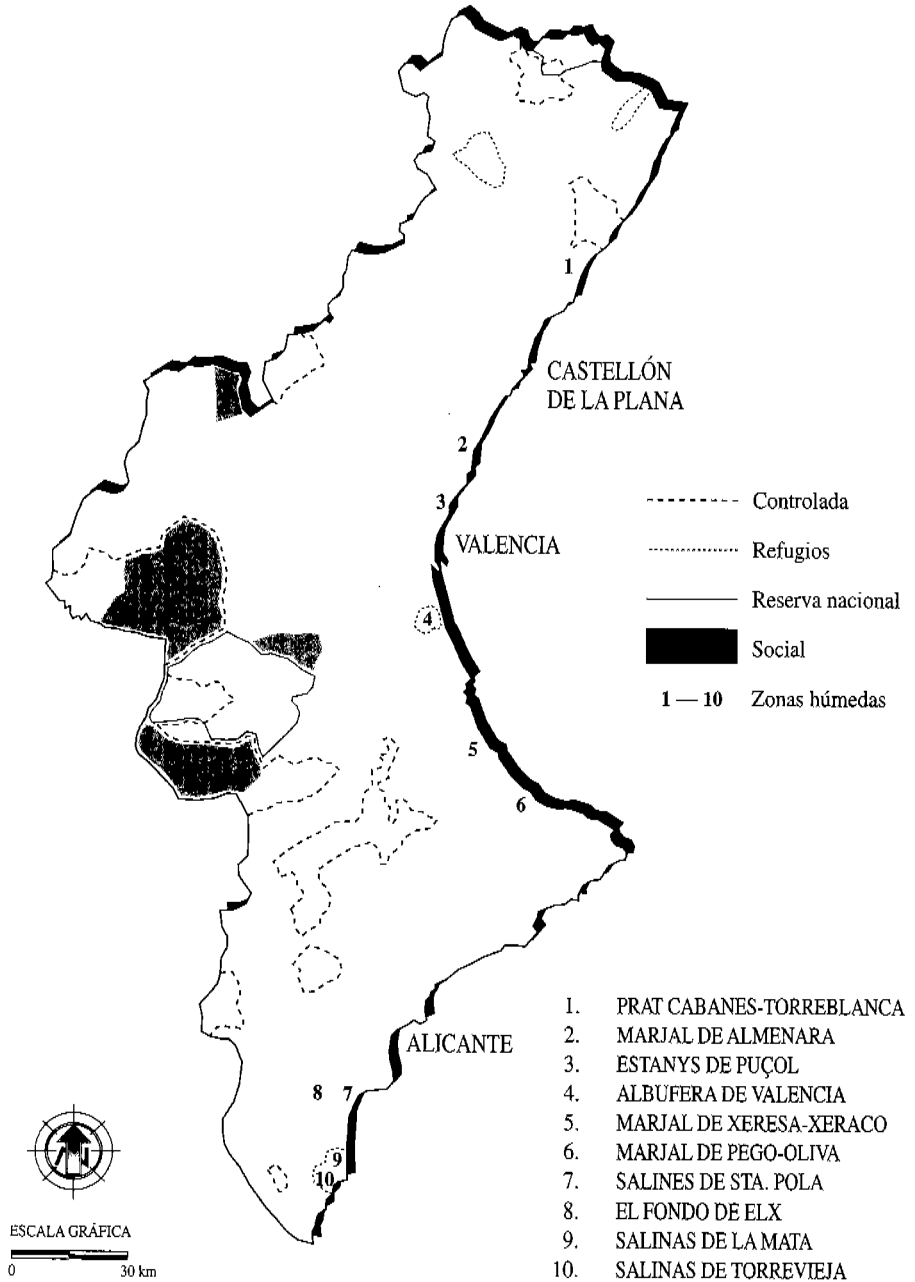 1
CASTELLÓN
DE LA PLANA
2
3
VALENCIA
4
5
6
ALICANTE
8 7
9
10
Controlada
Refugios
Reserva nacional
Social
1 — 10 Zonas húmedas
1. PRAT CABANES-TORREBLANCA
2. MARJAL DE ALMENARA
3. ESTANYS DE PUÇOL
4. ALBUFERA DE VALENCIA
5. MARJAL DE XERESA-XERACO
6. MARJAL DE PEGO-OLIVA
7. SALINES DE STA. POLA
8. EL FONDO DE ELX
9. SALINAS DE LA MATA
10. SALINAS DE TORREVIEJA
N
ESCALA GRÁFICA
0 30 km